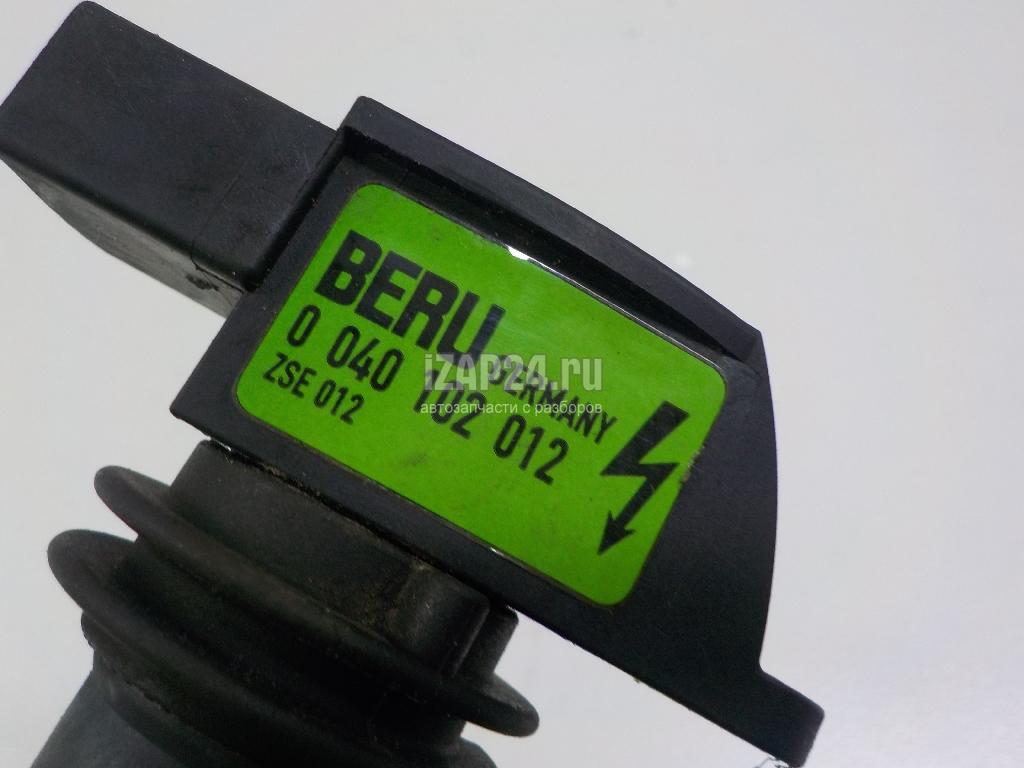 BERU GERMANY
0 040 102 012
ZSE 012
iZAP24.ru
автозапчасти с разборов